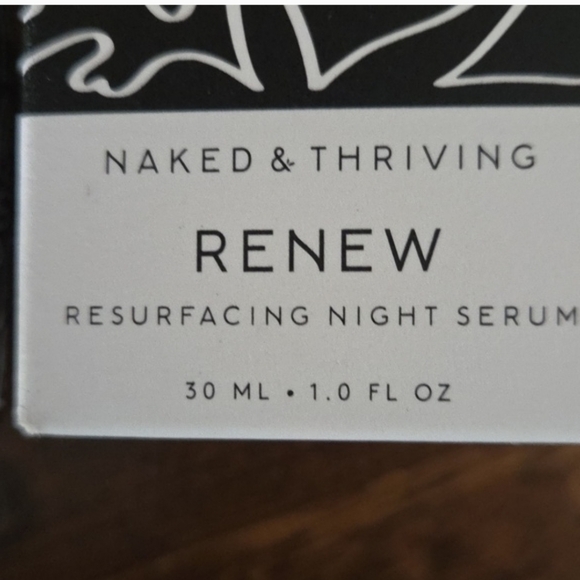 NAKED & THRIVING
RENEW
RESURFACING NIGHT SERUM
30 ML • 1.0 FL OZ